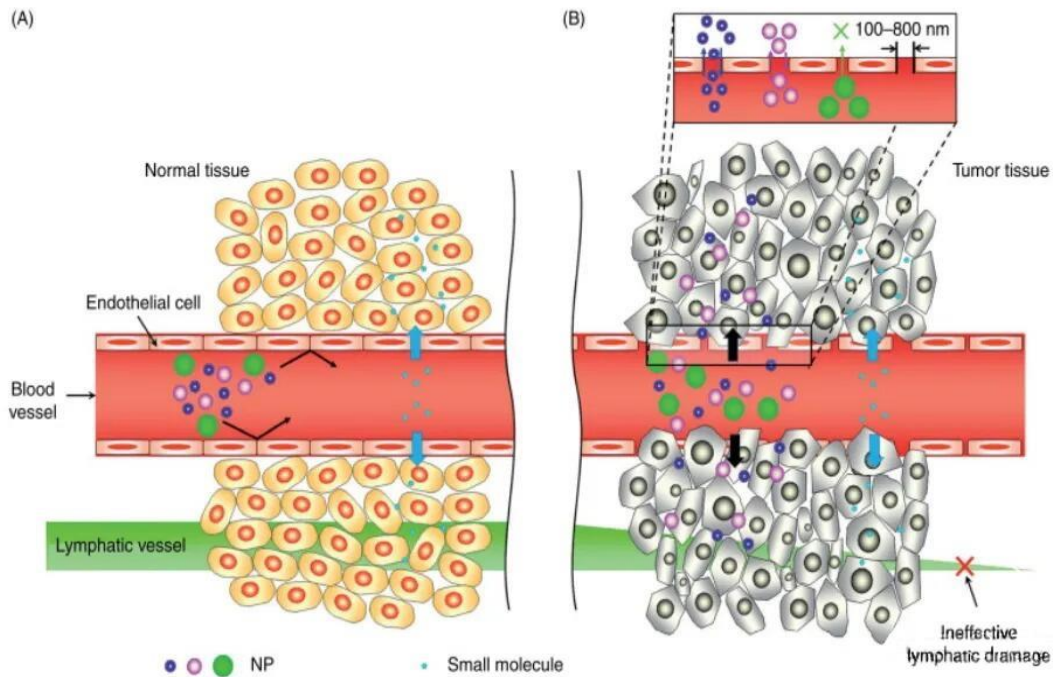 (A)
(B)
100–800 nm
Normal tissue
Tumor tissue
Endothelial cell
Blood
vessel
Lymphatic vessel
Ineffective
lymphatic drainage
NP
Small molecule